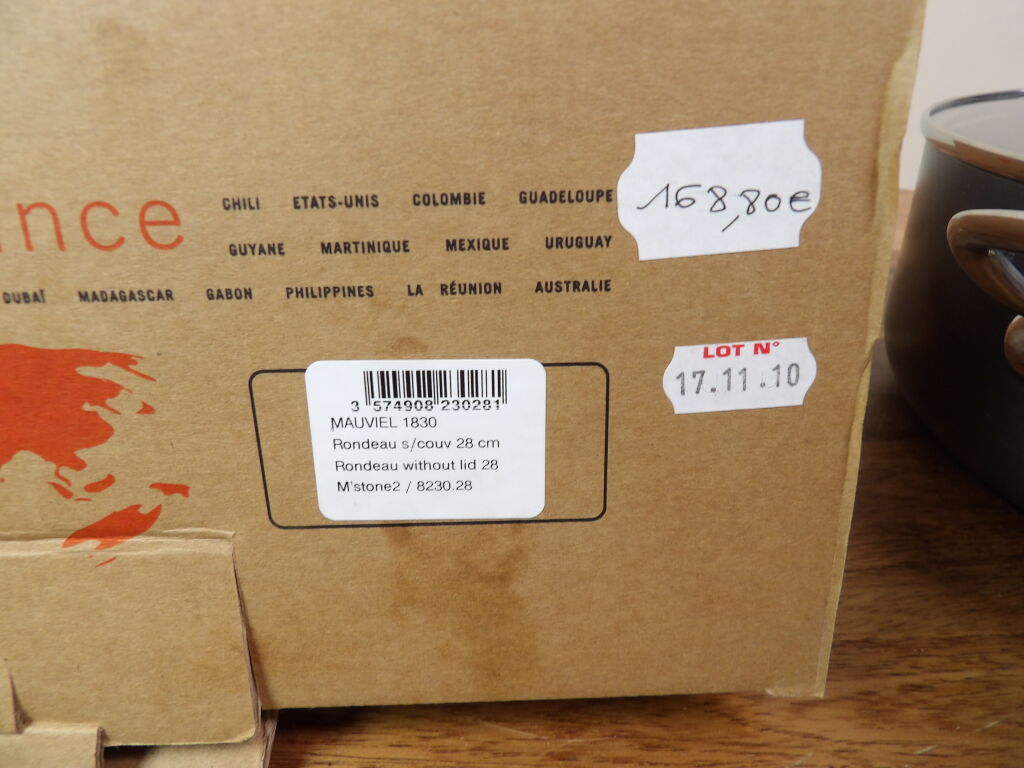 nce
CHILI ETATS-UNIS COLOMBIE GUADELOUPE
GUYANE MARTINIQUE MEXIQUE URUGUAY
DUBAÏ MADAGASCAR GABON PHILIPPINES LA RÉUNION AUSTRALIE
168,80€
LOT N°
17.11.10
3 574908 230281
MAUVIEL 1830
Rondeau s/couv 28 cm
Rondeau without lid 28
M'stone2 / 8230.28